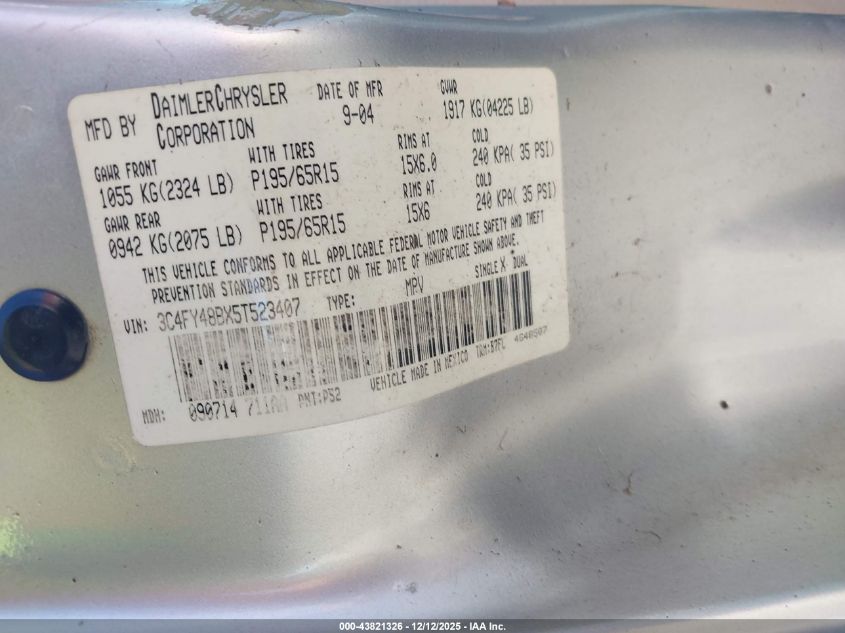 MFD BY DAIMLERCHRYSLER CORPORATION DATE OF MFR 9-04 GVWR 1917 KG(04225 LB)
GAWR FRONT WITH TIRES RIMS AT COLD
1055 KG(2324 LB) P195/65R15 15X6.0 240 KPA( 35 PSI)
GAWR REAR WITH TIRES RIMS AT COLD
0942 KG(2075 LB) P195/65R15 15X6 240 KPA( 35 PSI)
THIS VEHICLE CONFORMS TO ALL APPLICABLE FEDERAL MOTOR VEHICLE SAFETY AND THEFT
PREVENTION STANDARDS IN EFFECT ON THE DATE OF MANUFACTURE SHOWN ABOVE.
VIN: 3C4FY48BX5T523407 TYPE: MPV SINGLE X DUAL
MDH: 090714 711AA PNT:PS2 VEHICLE MADE IN MEXICO TRM:B7FL 4648507
000-43821326 - 12/12/2025 - IAA Inc.